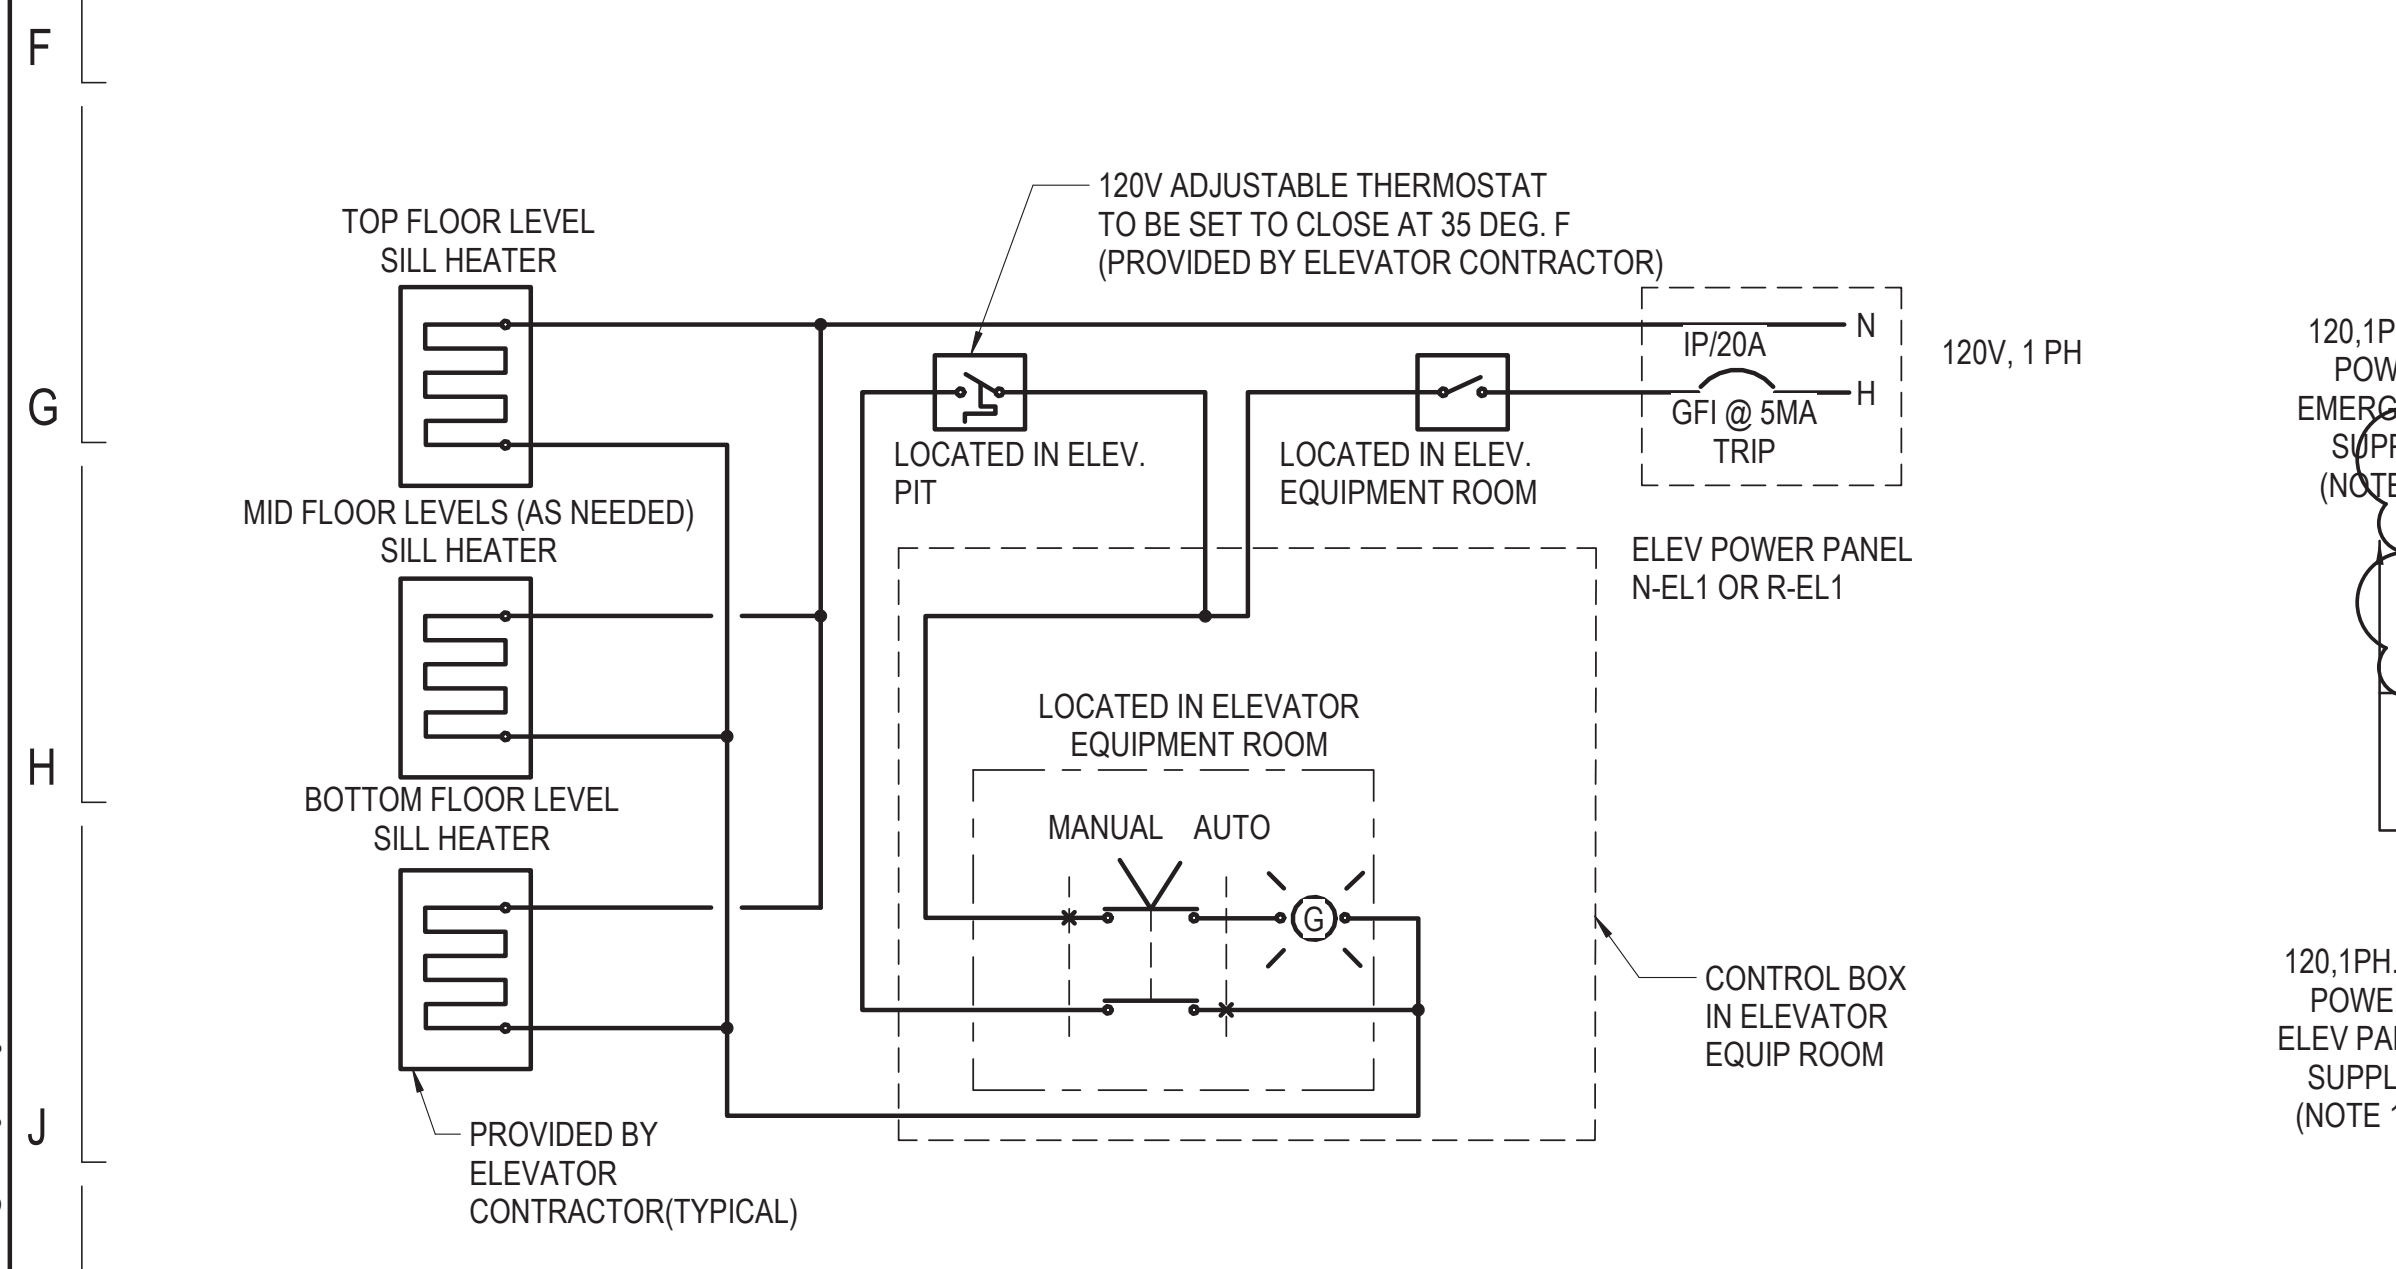 F
120V ADJUSTABLE THERMOSTAT
TO BE SET TO CLOSE AT 35 DEG. F
(PROVIDED BY ELEVATOR CONTRACTOR)
TOP FLOOR LEVEL
SILL HEATER
N
IP/20A
120V, 1 PH
H
GFI @ 5MA
TRIP
G
LOCATED IN ELEV.
PIT
LOCATED IN ELEV.
EQUIPMENT ROOM
MID FLOOR LEVELS (AS NEEDED)
SILL HEATER
ELEV POWER PANEL
N-EL1 OR R-EL1
LOCATED IN ELEVATOR
EQUIPMENT ROOM
H
BOTTOM FLOOR LEVEL
SILL HEATER
MANUAL AUTO
G
CONTROL BOX
IN ELEVATOR
EQUIP ROOM
J
PROVIDED BY
ELEVATOR
CONTRACTOR(TYPICAL)
120,1P
POW
EMERG
SUPP
(NOTE
120,1PH.
POWE
ELEV PA
SUPPL
(NOTE 1